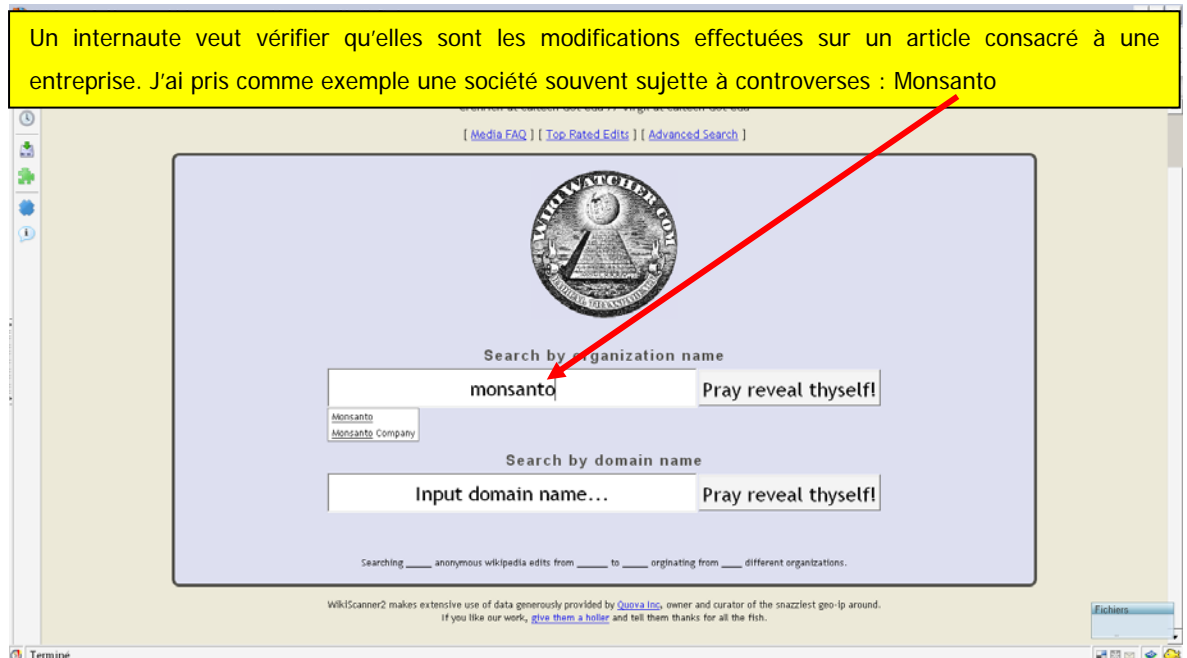 Un internaute veut vérifier qu'elles sont les modifications effectuées sur un article consacré à une
entreprise. J'ai pris comme exemple une société souvent sujette à controverses : Monsanto
[ Media FAQ ] [ Top Rated Edits ] [ Advanced Search ]
WIKIWATCHER.COM
Search by organization name
monsanto
Pray reveal thyself!
Monsanto
Monsanto Company
Search by domain name
Input domain name...
Pray reveal thyself!
Searching _____ anonymous wikipedia edits from ______ to _____ orginating from ____ different organizations.
WikiScanner2 makes extensive use of data generously provided by Quova Inc, owner and curator of the snazziest geo-ip around.
If you like our work, give them a holler and tell them thanks for all the fish.
Fichiers
Terminé